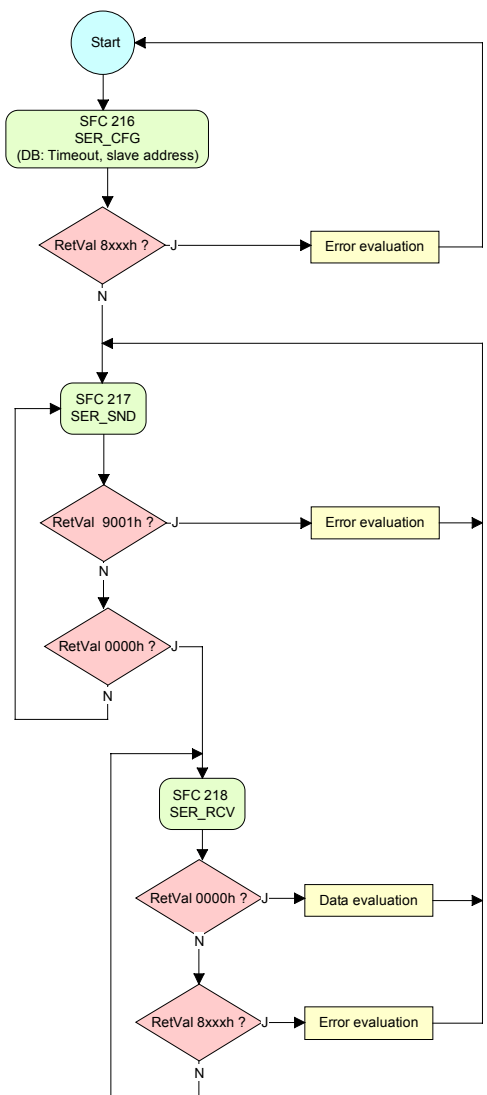 Start
SFC 216
SER_CFG
(DB: Timeout, slave address)
RetVal 8xxxh ?
J
Error evaluation
N
SFC 217
SER_SND
RetVal 9001h ?
J
Error evaluation
N
RetVal 0000h ?
J
N
SFC 218
SER_RCV
RetVal 0000h ?
J
Data evaluation
N
RetVal 8xxxh ?
J
Error evaluation
N